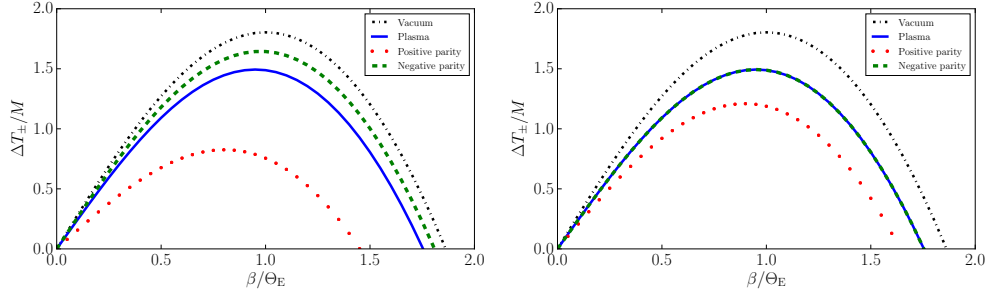 2.0
1.5
1.0
0.5
0.0
ΔT±/M
Vacuum
Plasma
Positive parity
Negative parity
0.0 0.5 1.0 1.5 2.0
β/Θ_E
2.0
1.5
1.0
0.5
0.0
ΔT±/M
Vacuum
Plasma
Positive parity
Negative parity
0.0 0.5 1.0 1.5 2.0
β/Θ_E